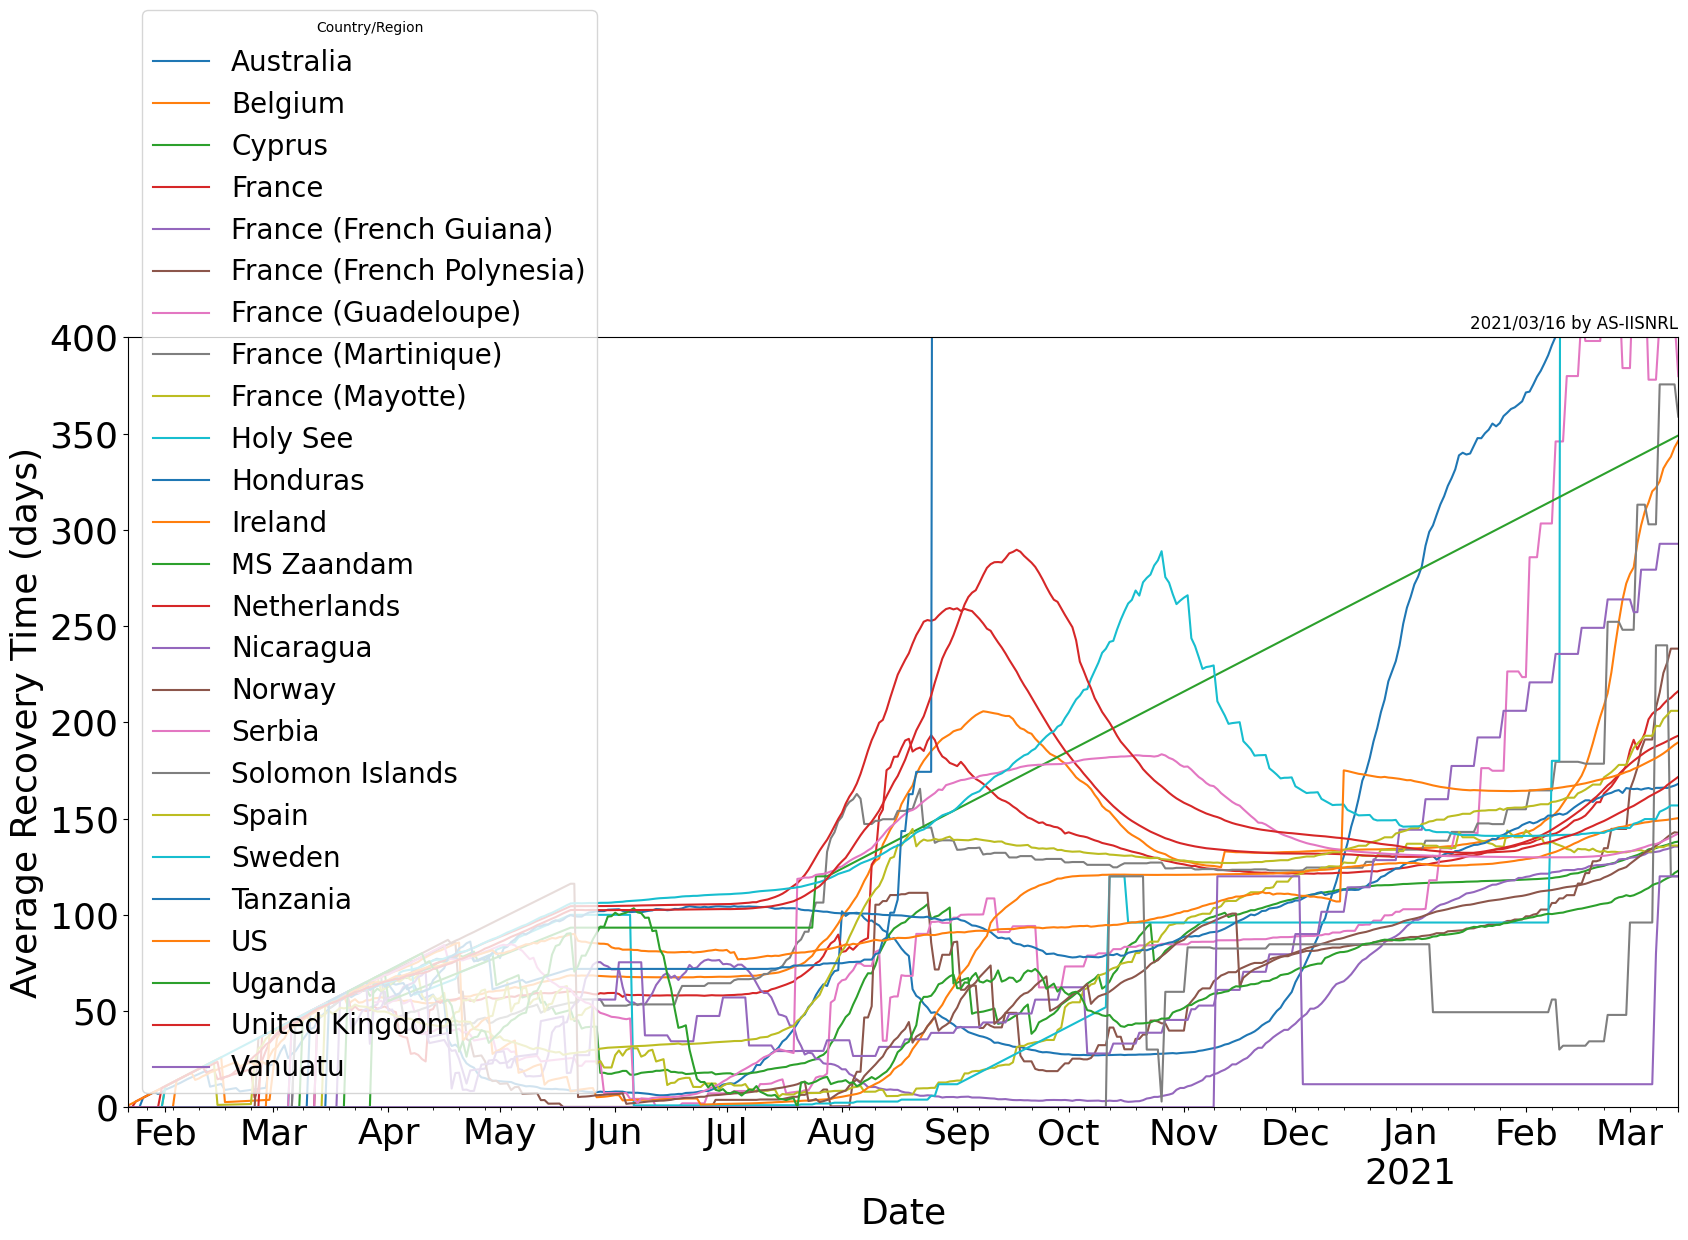 Country/Region
Australia
Belgium
Cyprus
France
France (French Guiana)
France (French Polynesia)
France (Guadeloupe)
France (Martinique)
France (Mayotte)
Holy See
Honduras
Ireland
MS Zaandam
Netherlands
Nicaragua
Norway
Serbia
Solomon Islands
Spain
Sweden
Tanzania
US
Uganda
United Kingdom
Vanuatu
2021/03/16 by AS-IISNRL
Average Recovery Time (days)
400
350
300
250
200
150
100
50
0
Feb Mar Apr May Jun Jul Aug Sep Oct Nov Dec Jan Feb Mar
2021
Date